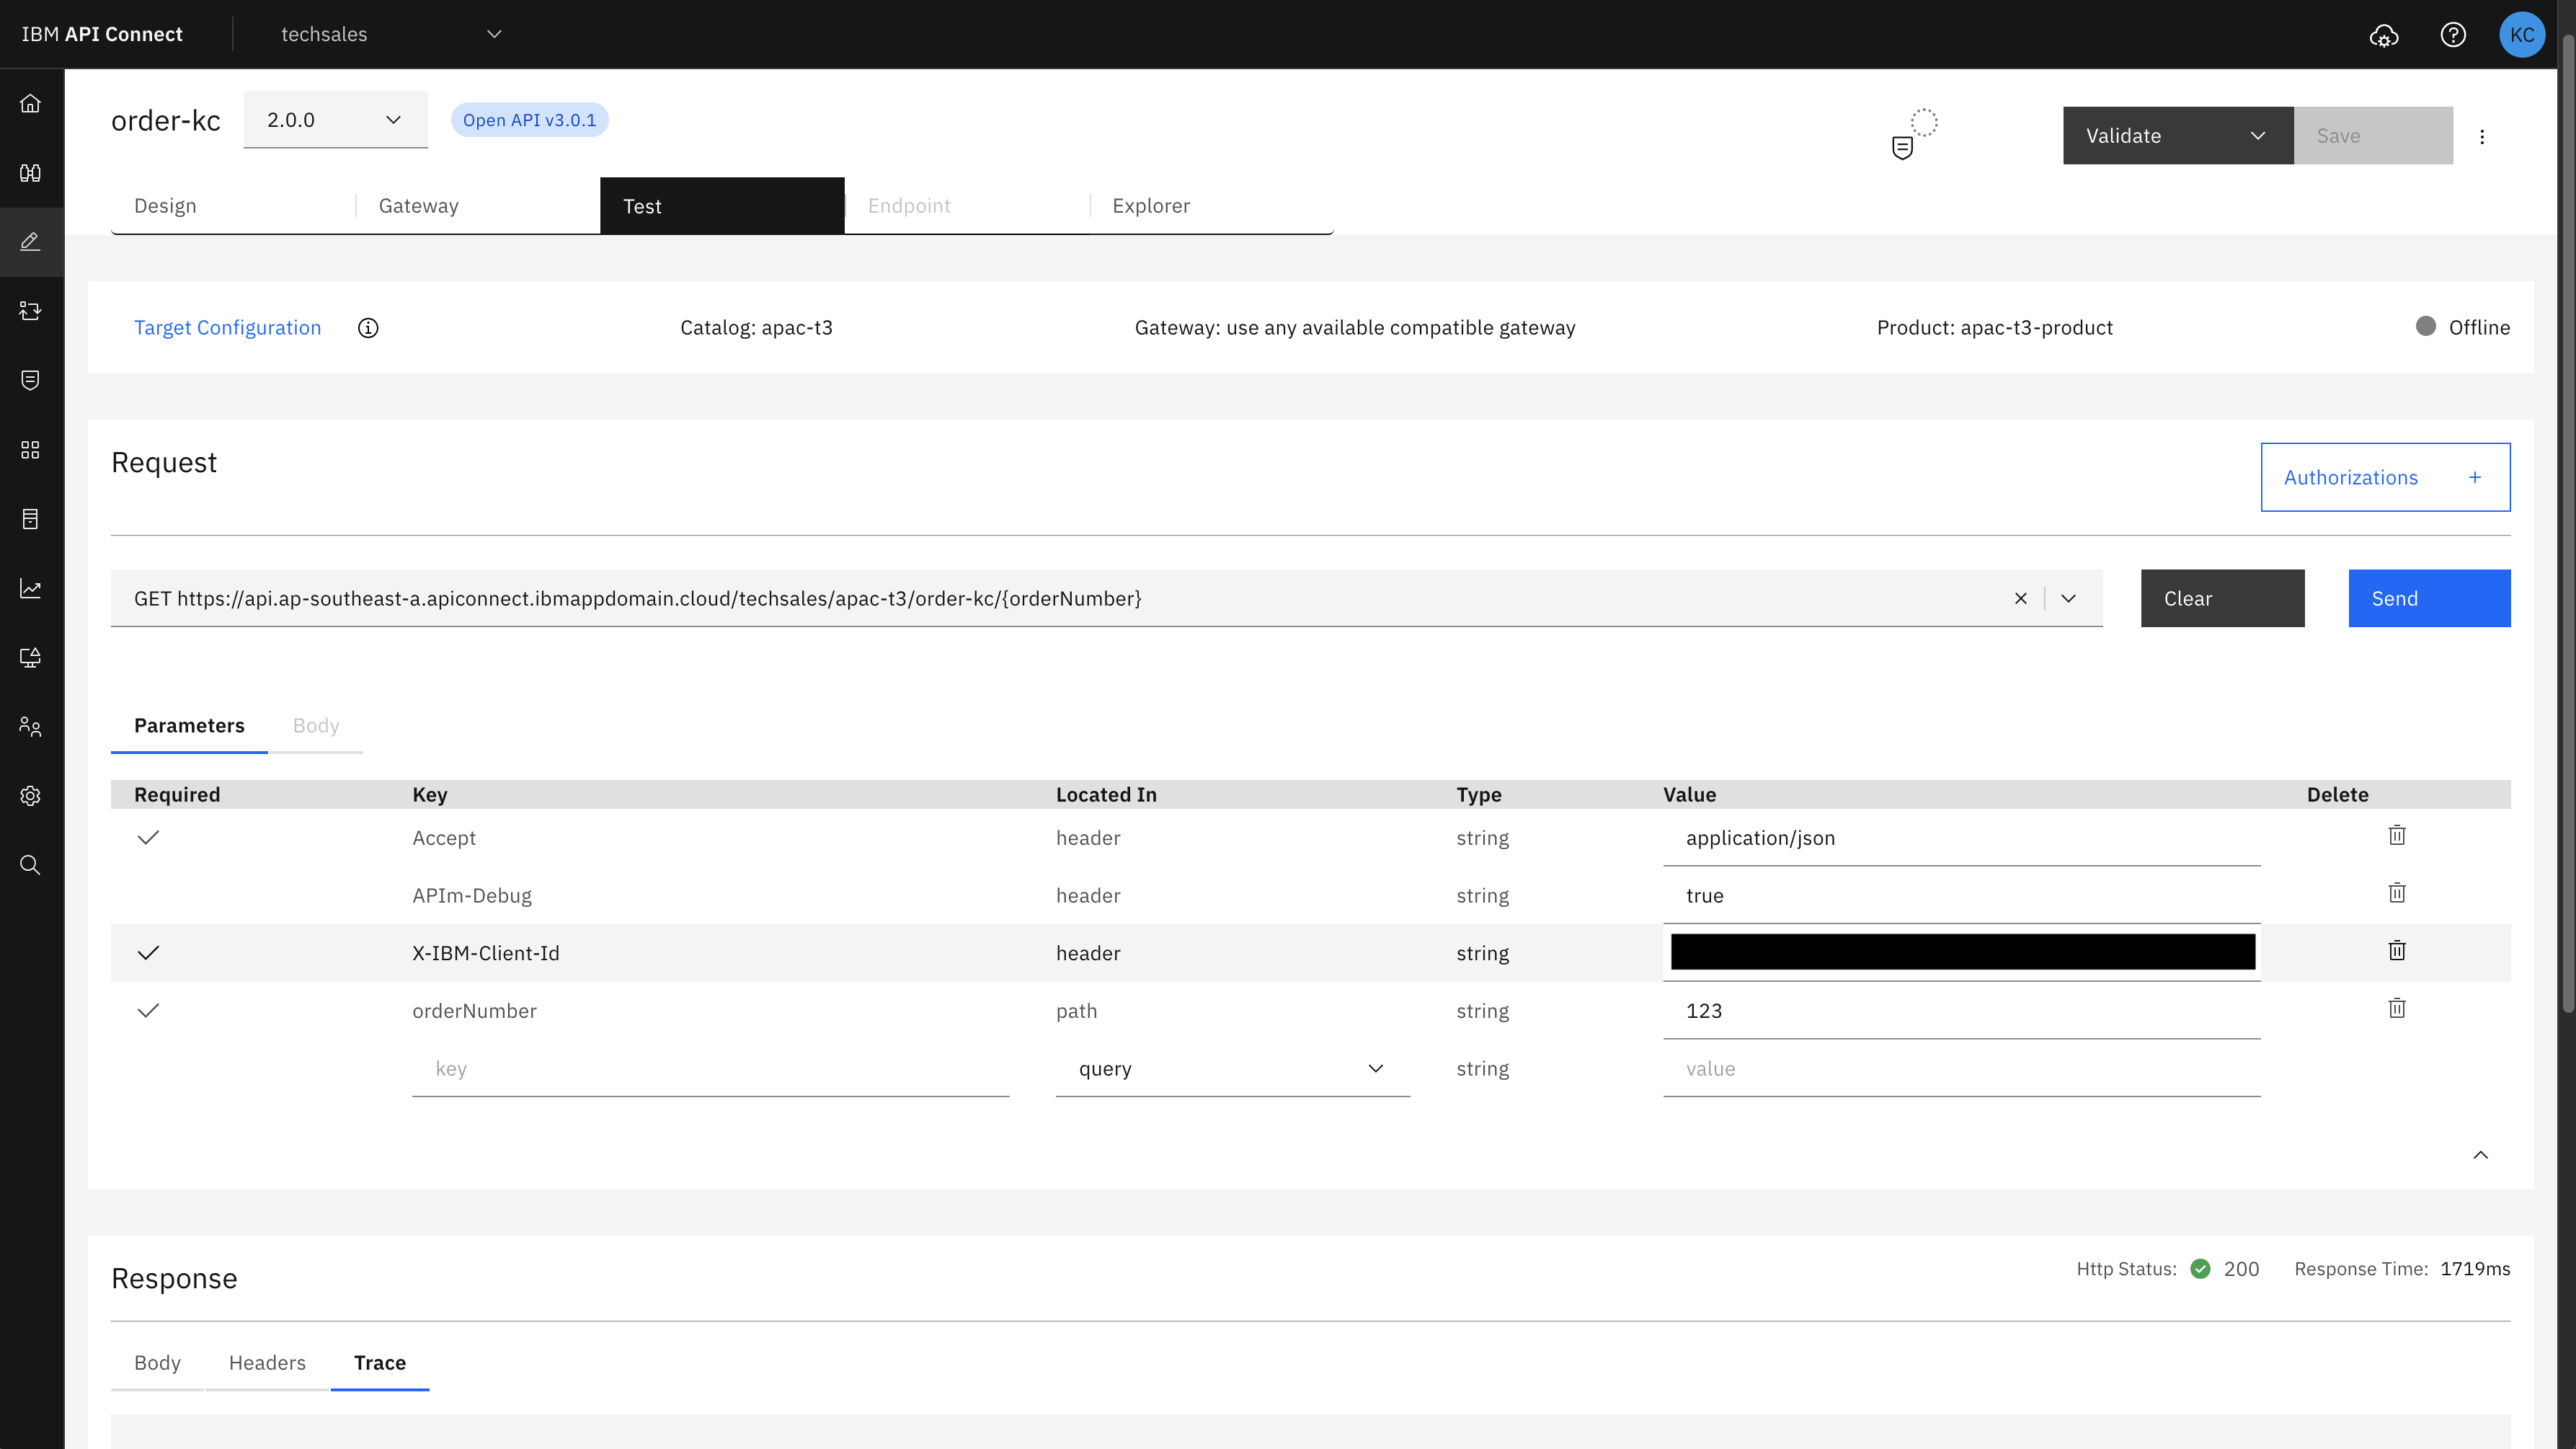 IBM API Connect
techsales
KC
order-kc
2.0.0
Open API v3.0.1
Validate
Save
Design
Gateway
Test
Endpoint
Explorer
Target Configuration
Catalog: apac-t3
Gateway: use any available compatible gateway
Product: apac-t3-product
Offline
Request
Authorizations +
GET https://api.ap-southeast-a.apiconnect.ibmappdomain.cloud/techsales/apac-t3/order-kc/{orderNumber}
Clear
Send
Parameters
Body
Required Key Located In Type Value Delete
Accept header string application/json
APIm-Debug header string true
X-IBM-Client-Id header string
orderNumber path string 123
key query string value
Response
Http Status: 200 Response Time: 1719ms
Body
Headers
Trace